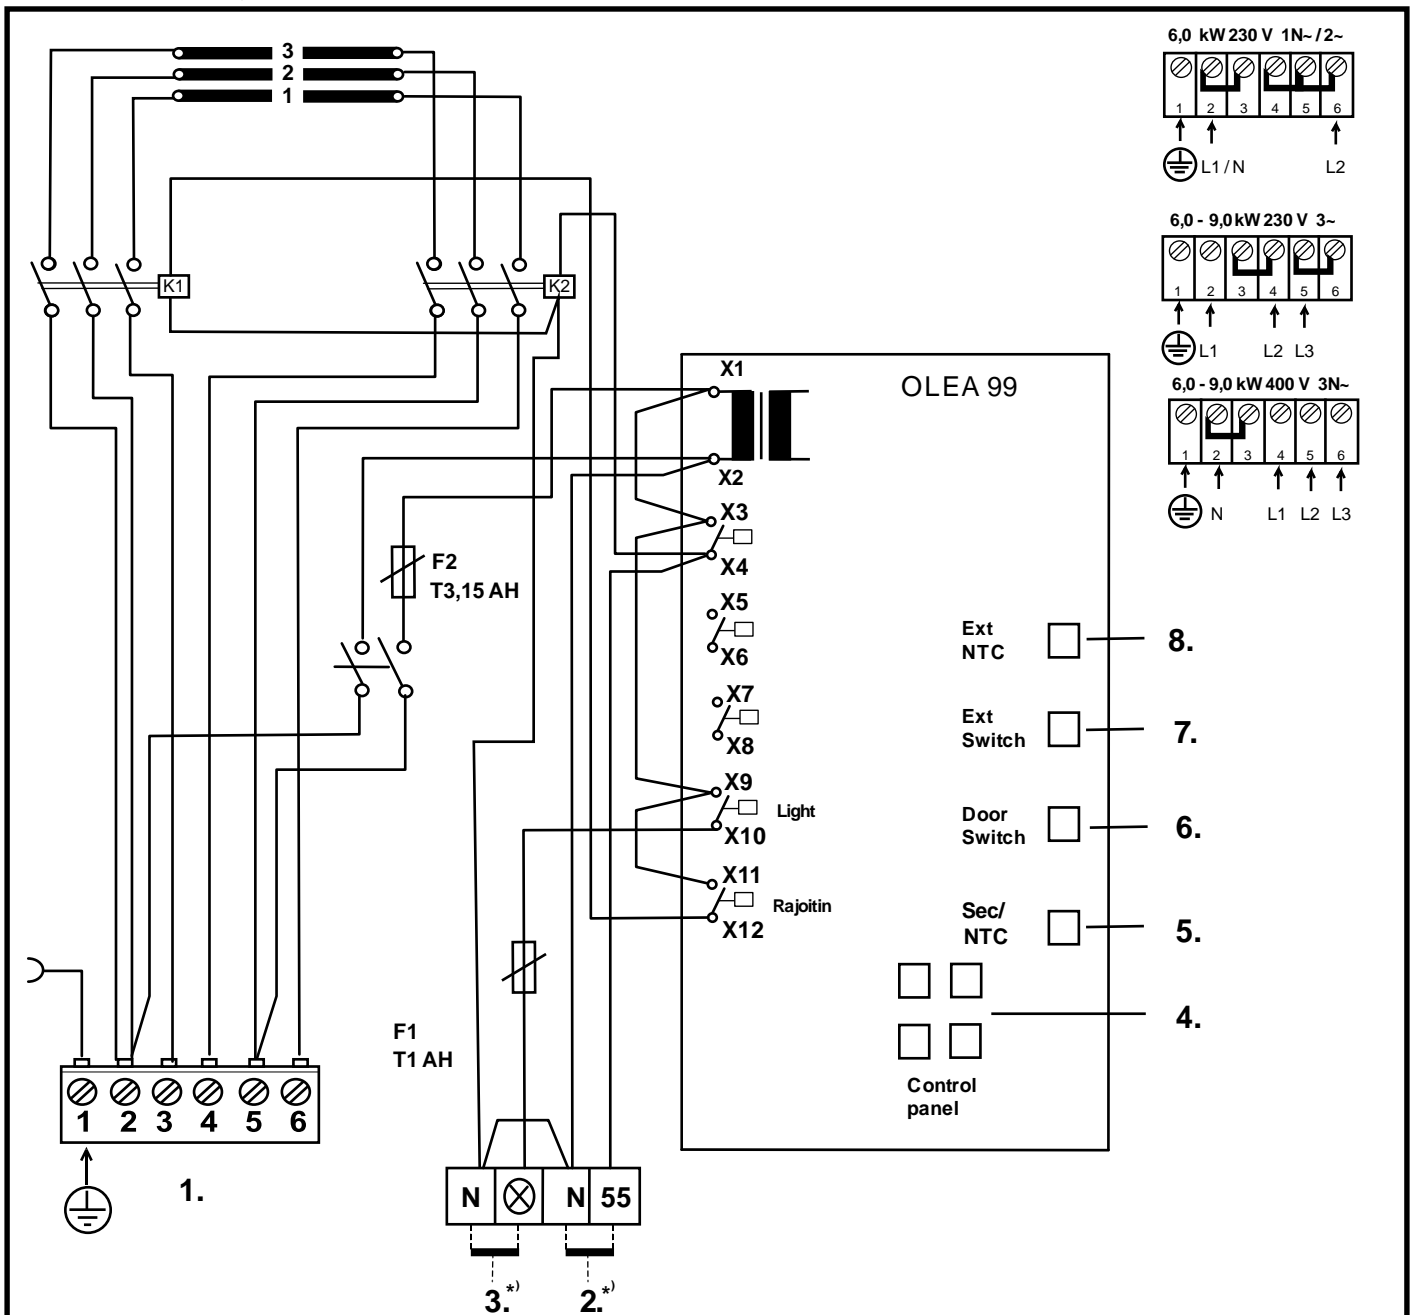 3
2
1
K1
K2
6,0 kW 230 V 1N~ / 2~
1 2 3 4 5 6
L1 / N L2
6,0 - 9,0 kW 230 V 3~
1 2 3 4 5 6
L1 L2 L3
6,0 - 9,0 kW 400 V 3N~
1 2 3 4 5 6
N L1 L2 L3
OLEA 99
X1
X2
X3
X4
X5
X6
X7
X8
X9
Light
X10
X11
Rajoitin
X12
F2
T3,15 AH
Ext
NTC
8.
Ext
Switch
7.
Door
Switch
6.
Sec/
NTC
5.
4.
Control
panel
F1
T1 AH
1 2 3 4 5 6
1.
N N 55
3.*) 2.*)